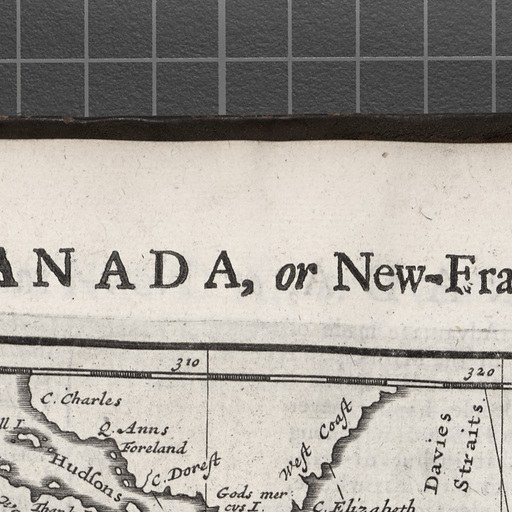 ANADA, or New-Fra
310
320
C. Charles
Q. Anns
Foreland
Hudsons
C. Dorest
West Coast
Davies
Straits
Gods mer
cys I.
C. Elizabeth